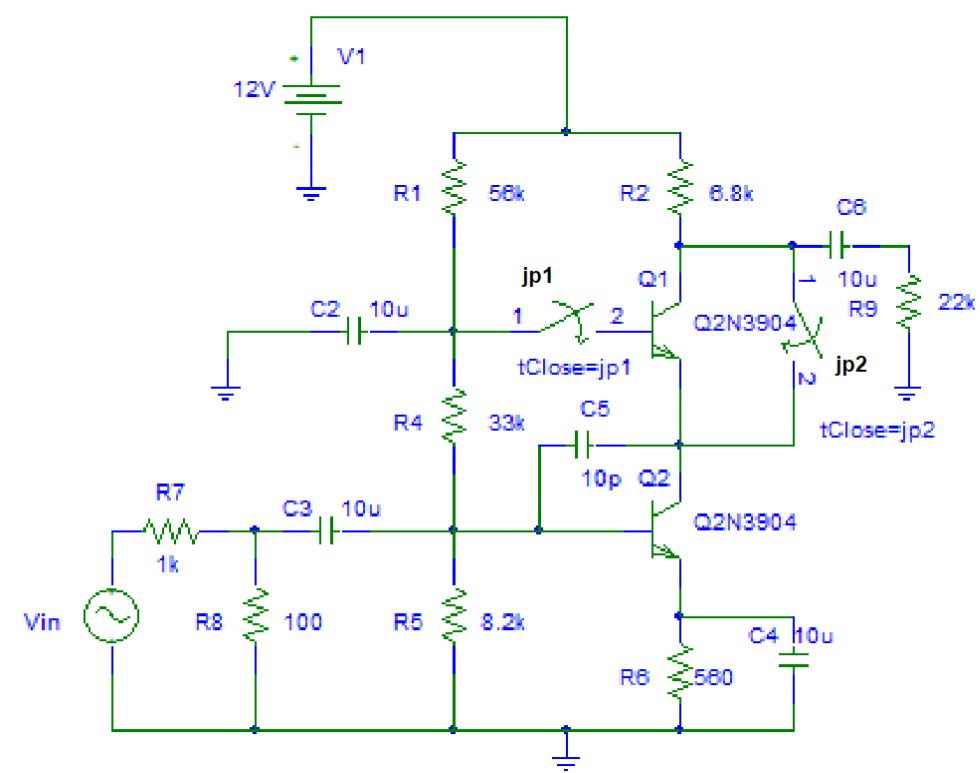 +
V1
12V
-
R1 56k
R2 6.8k
C6
10u
jp1
Q1
1
C2 10u
1 2
Q2N3904
R9 22k
tClose=jp1
jp2
C5
2
R4 33k
tClose=jp2
10p
Q2
R7
C3 10u
Q2N3904
1k
Vin
R8 100
R5 8.2k
C4 10u
R6 560